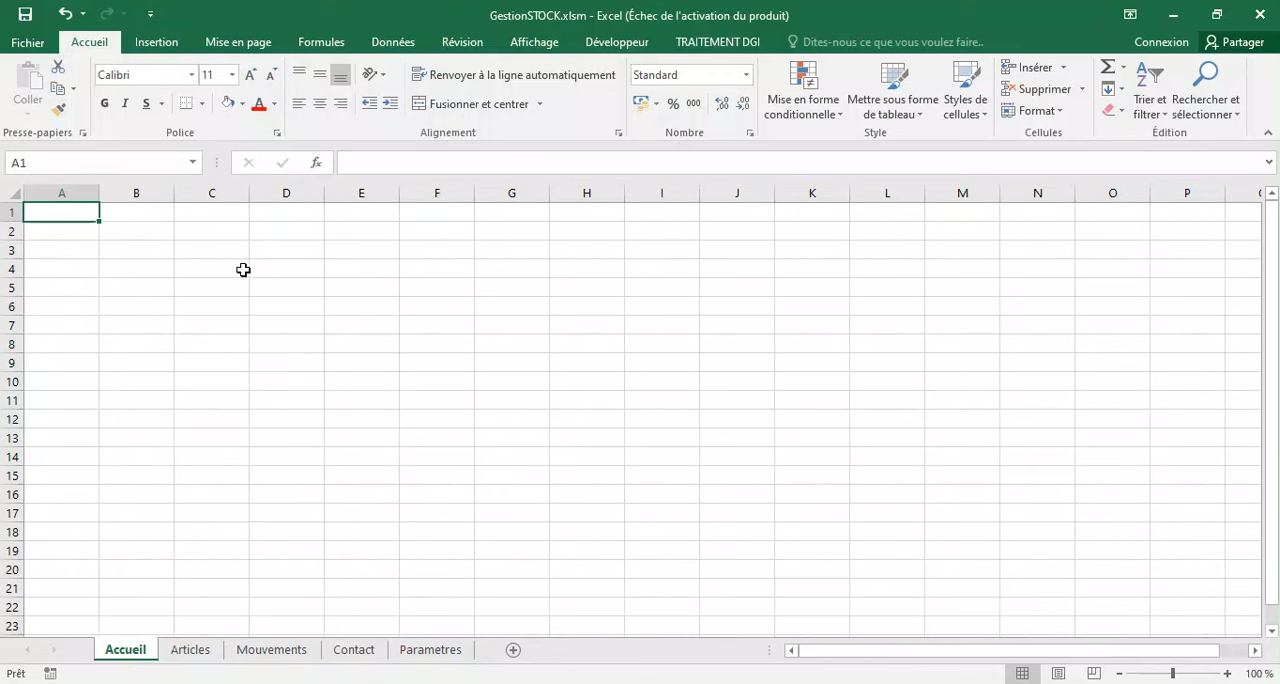 GestionSTOCK.xlsm - Excel (Échec de l'activation du produit)
Fichier Accueil Insertion Mise en page Formules Données Révision Affichage Développeur TRAITEMENT DGI Dites-nous ce que vous voulez faire.. Connexion Partager
Coller
Calibri 11
G I S
Renvoyer à la ligne automatiquement
Fusionner et centrer
Standard
% 000
Mise en forme conditionnelle
Mettre sous forme de tableau
Styles de cellules
Insérer
Supprimer
Format
Trier et filtrer
Rechercher et sélectionner
Presse-papiers Police Alignement Nombre Style Cellules Édition
A1 fx
A B C D E F G H I J K L M N O P
1
2
3
4
5
6
7
8
9
10
11
12
13
14
15
16
17
18
19
20
21
22
23
Accueil Articles Mouvements Contact Parametres
Prêt 100 %